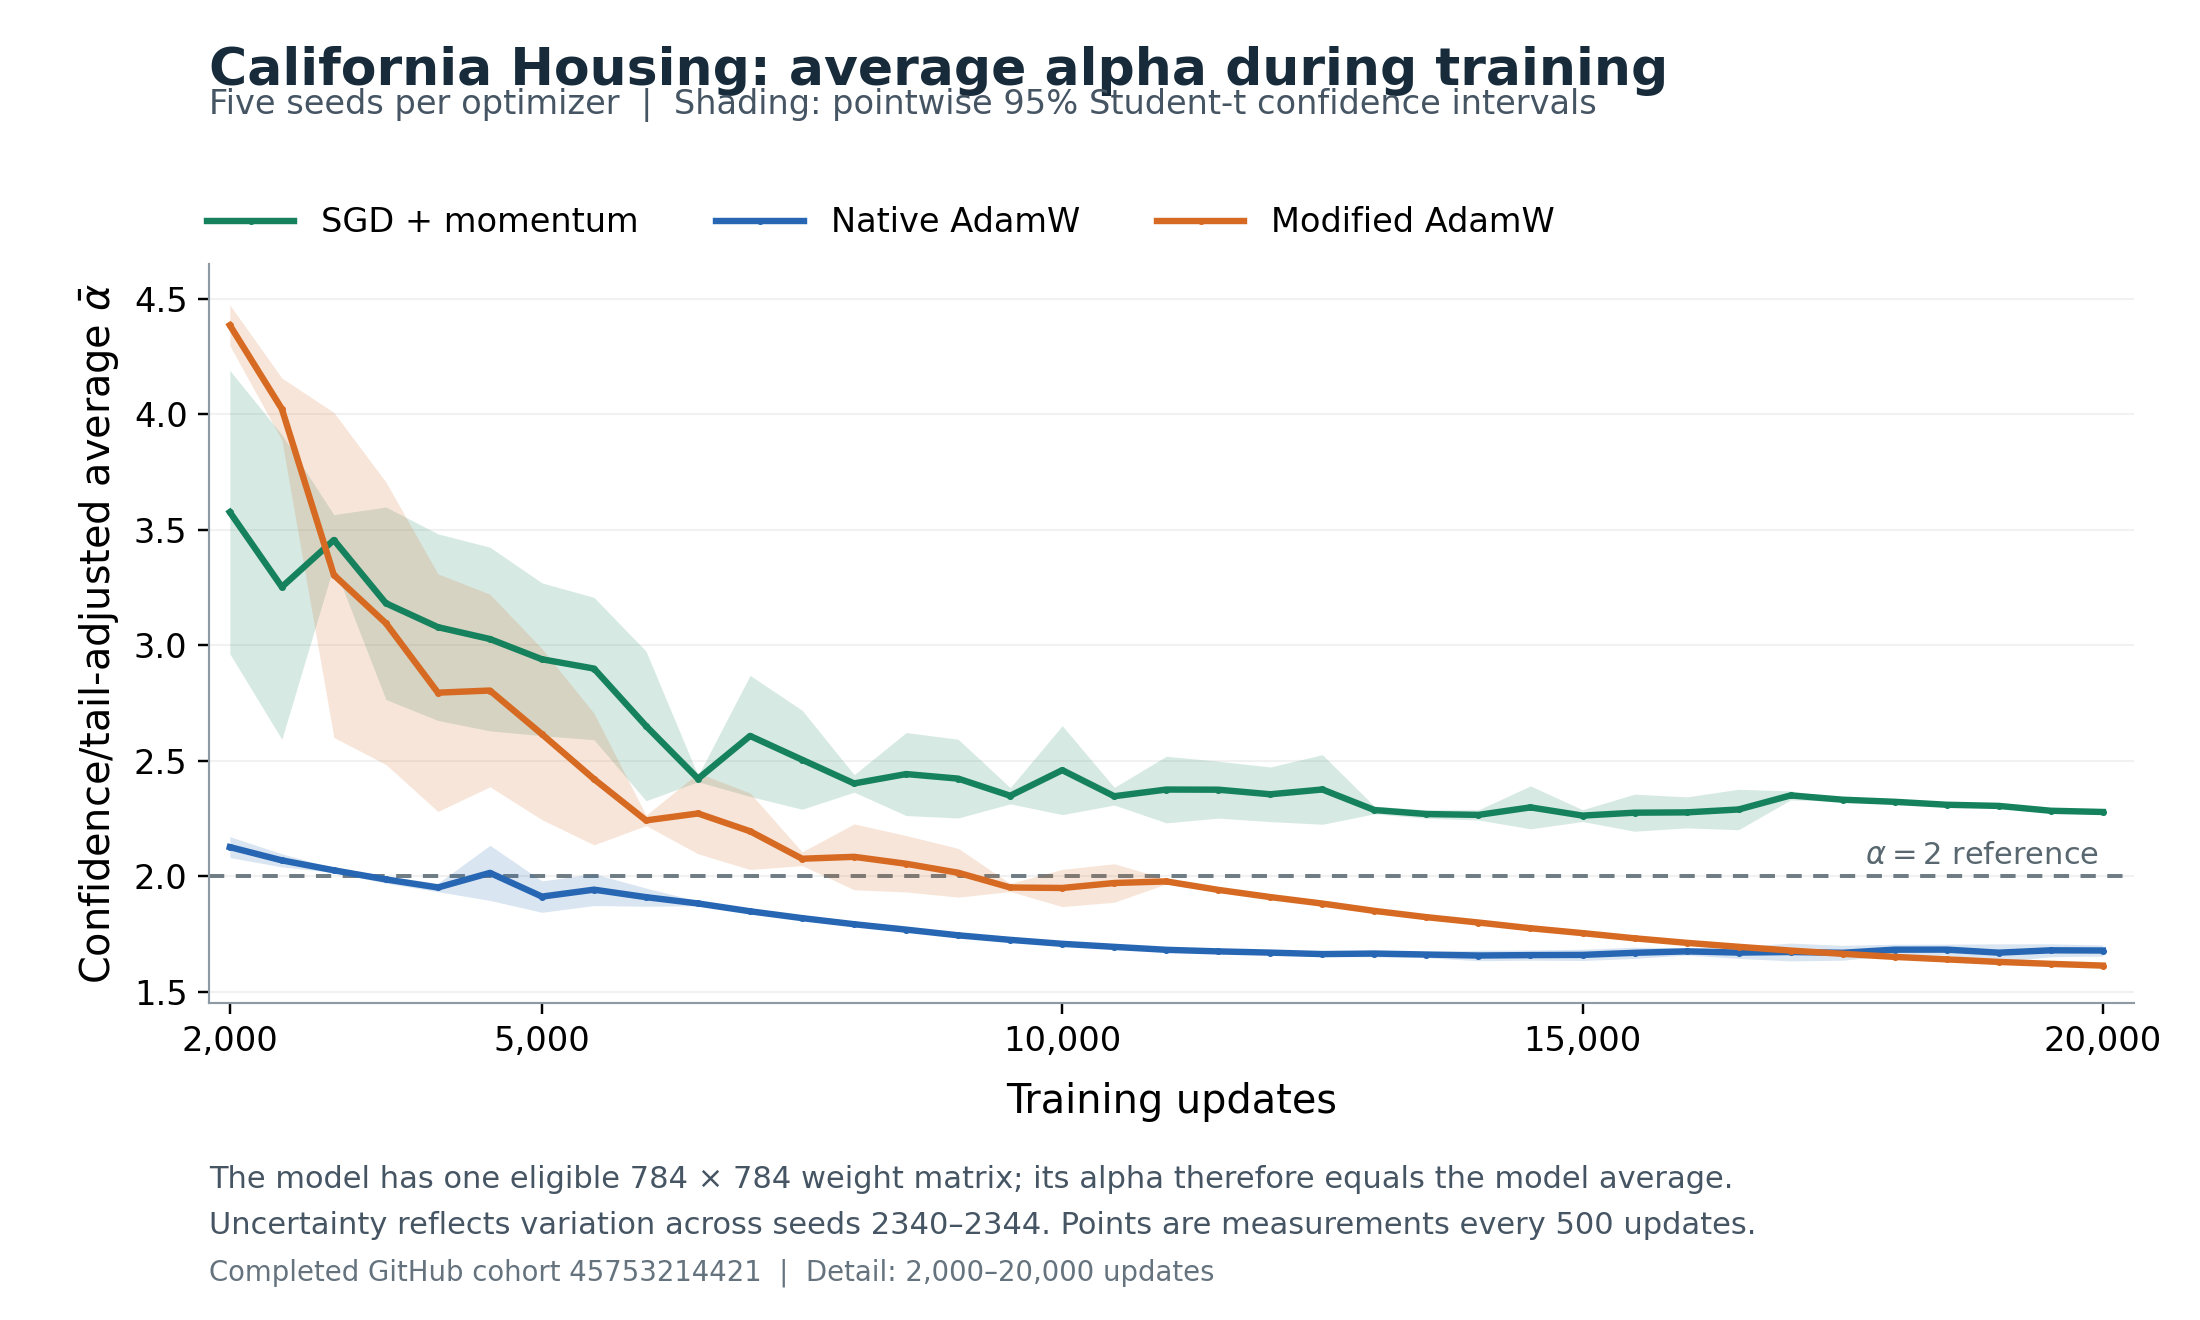 California Housing: average alpha during training
Five seeds per optimizer | Shading: pointwise 95% Student-t confidence intervals
SGD + momentum
Native AdamW
Modified AdamW
Confidence/tail-adjusted average ᾱ
4.5
4.0
3.5
3.0
2.5
2.0
1.5
α = 2 reference
2,000
5,000
10,000
15,000
20,000
Training updates
The model has one eligible 784 × 784 weight matrix; its alpha therefore equals the model average.
Uncertainty reflects variation across seeds 2340–2344. Points are measurements every 500 updates.
Completed GitHub cohort 45753214421 | Detail: 2,000–20,000 updates